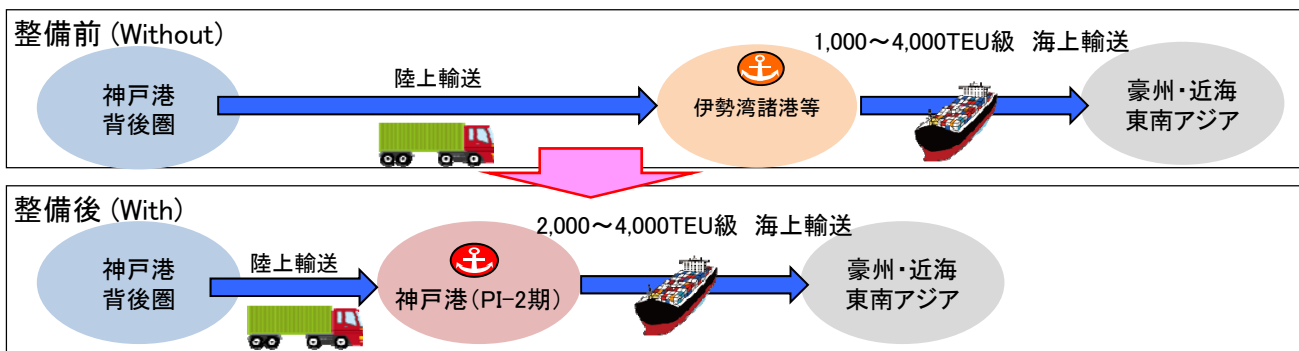 整備前 (Without)
1,000～4,000TEU級 海上輸送
陸上輸送
神戸港
背後圏
伊勢湾諸港等
豪州・近海
東南アジア
整備後 (With)
2,000～4,000TEU級 海上輸送
陸上輸送
神戸港
背後圏
神戸港(PI-2期)
豪州・近海
東南アジア